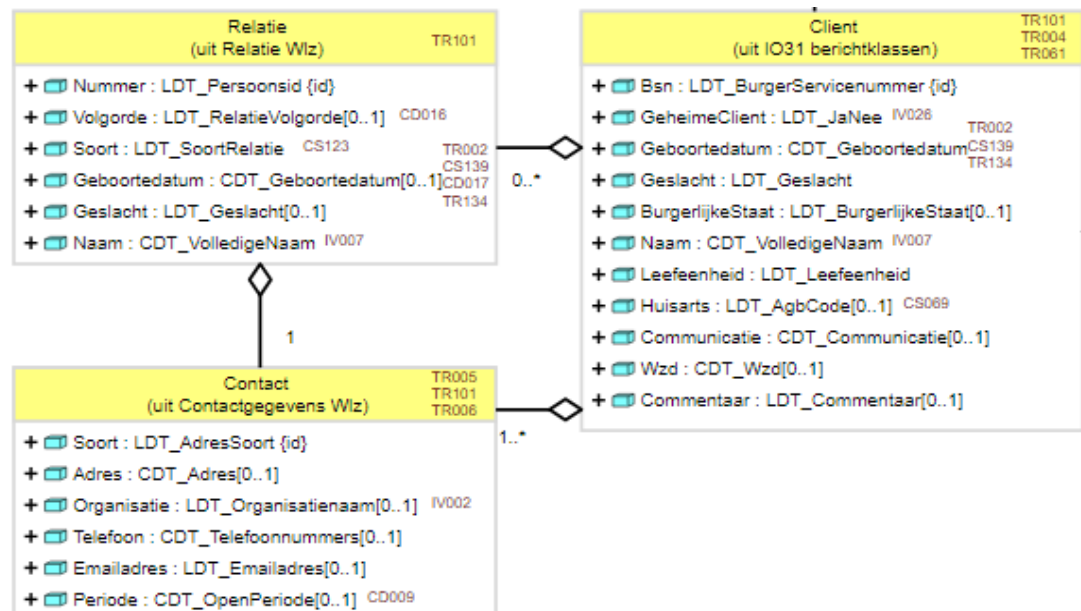 Relatie
(uit Relatie Wlz)
TR101
+ Nummer : LDT_Persoonsid {id}
+ Volgorde : LDT_RelatieVolgorde[0..1] CD016
+ Soort : LDT_SoortRelatie CS123
TR002
CS139
+ Geboortedatum : CDT_Geboortedatum[0..1] CD017
TR134
+ Geslacht : LDT_Geslacht[0..1]
+ Naam : CDT_VolledigeNaam IV007
0..*
1
Client
(uit IO31 berichtklassen)
TR101
TR004
TR061
+ Bsn : LDT_BurgerServicenummer {id}
+ GeheimeClient : LDT_JaNee IV026
TR002
+ Geboortedatum : CDT_Geboortedatum CS139
TR134
+ Geslacht : LDT_Geslacht
+ BurgerlijkeStaat : LDT_BurgerlijkeStaat[0..1]
+ Naam : CDT_VolledigeNaam IV007
+ Leefeenheid : LDT_Leefeenheid
+ Huisarts : LDT_AgbCode[0..1] CS069
+ Communicatie : CDT_Communicatie[0..1]
+ Wzd : CDT_Wzd[0..1]
+ Commentaar : LDT_Commentaar[0..1]
1..*
Contact
(uit Contactgegevens Wlz)
TR005
TR101
TR006
+ Soort : LDT_AdresSoort {id}
+ Adres : CDT_Adres[0..1]
+ Organisatie : LDT_Organisatienaam[0..1] IV002
+ Telefoon : CDT_Telefoonnummers[0..1]
+ Emailadres : LDT_Emailadres[0..1]
+ Periode : CDT_OpenPeriode[0..1] CD009